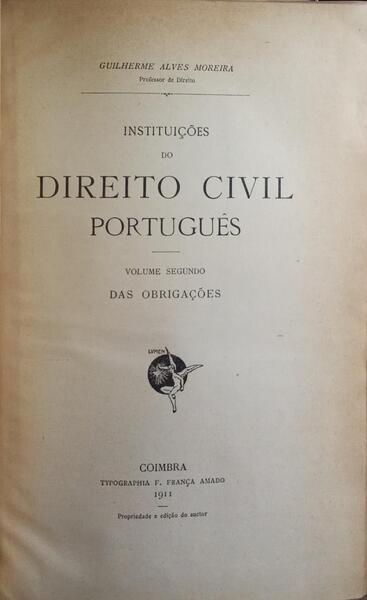 GUILHERME ALVES MOREIRA
Professor de Direito
INSTITUIÇÕES
DO
DIREITO CIVIL
PORTUGUÊS
VOLUME SEGUNDO
DAS OBRIGAÇÕES
LVMEN
COIMBRA
TYPOGRAPHIA F. FRANÇA AMADO
1911
Propriedade e edição do auctor